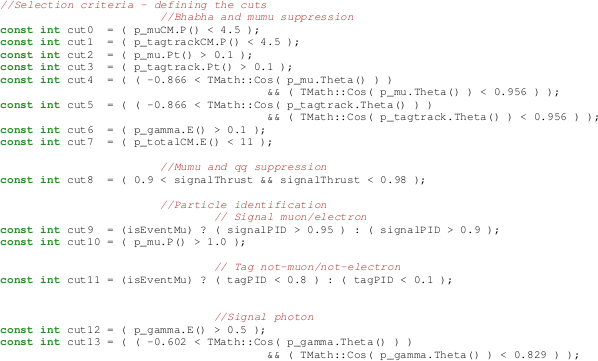 //Selection criteria - defining the cuts
//Bhabha and mumu suppression
const int cut0 = ( p_muCM.P() < 4.5 );
const int cut1 = ( p_tagtrackCM.P() < 4.5 );
const int cut2 = ( p_mu.Pt() > 0.1 );
const int cut3 = ( p_tagtrack.Pt() > 0.1 );
const int cut4 = ( ( -0.866 < TMath::Cos( p_mu.Theta() ) )
&& ( TMath::Cos( p_mu.Theta() ) < 0.956 ) );
const int cut5 = ( ( -0.866 < TMath::Cos( p_tagtrack.Theta() ) )
&& ( TMath::Cos( p_tagtrack.Theta() ) < 0.956 ) );
const int cut6 = ( p_gamma.E() > 0.1 );
const int cut7 = ( p_totalCM.E() < 11 );
//Mumu and qq suppression
const int cut8 = ( 0.9 < signalThrust && signalThrust < 0.98 );
//Particle identification
// Signal muon/electron
const int cut9 = (isEventMu) ? ( signalPID > 0.95 ) : ( signalPID > 0.9 );
const int cut10 = ( p_mu.P() > 1.0 );
// Tag not-muon/not-electron
const int cut11 = (isEventMu) ? ( tagPID < 0.8 ) : ( tagPID < 0.1 );
//Signal photon
const int cut12 = ( p_gamma.E() > 0.5 );
const int cut13 = ( ( -0.602 < TMath::Cos( p_gamma.Theta() ) )
&& ( TMath::Cos( p_gamma.Theta() ) < 0.829 ) );